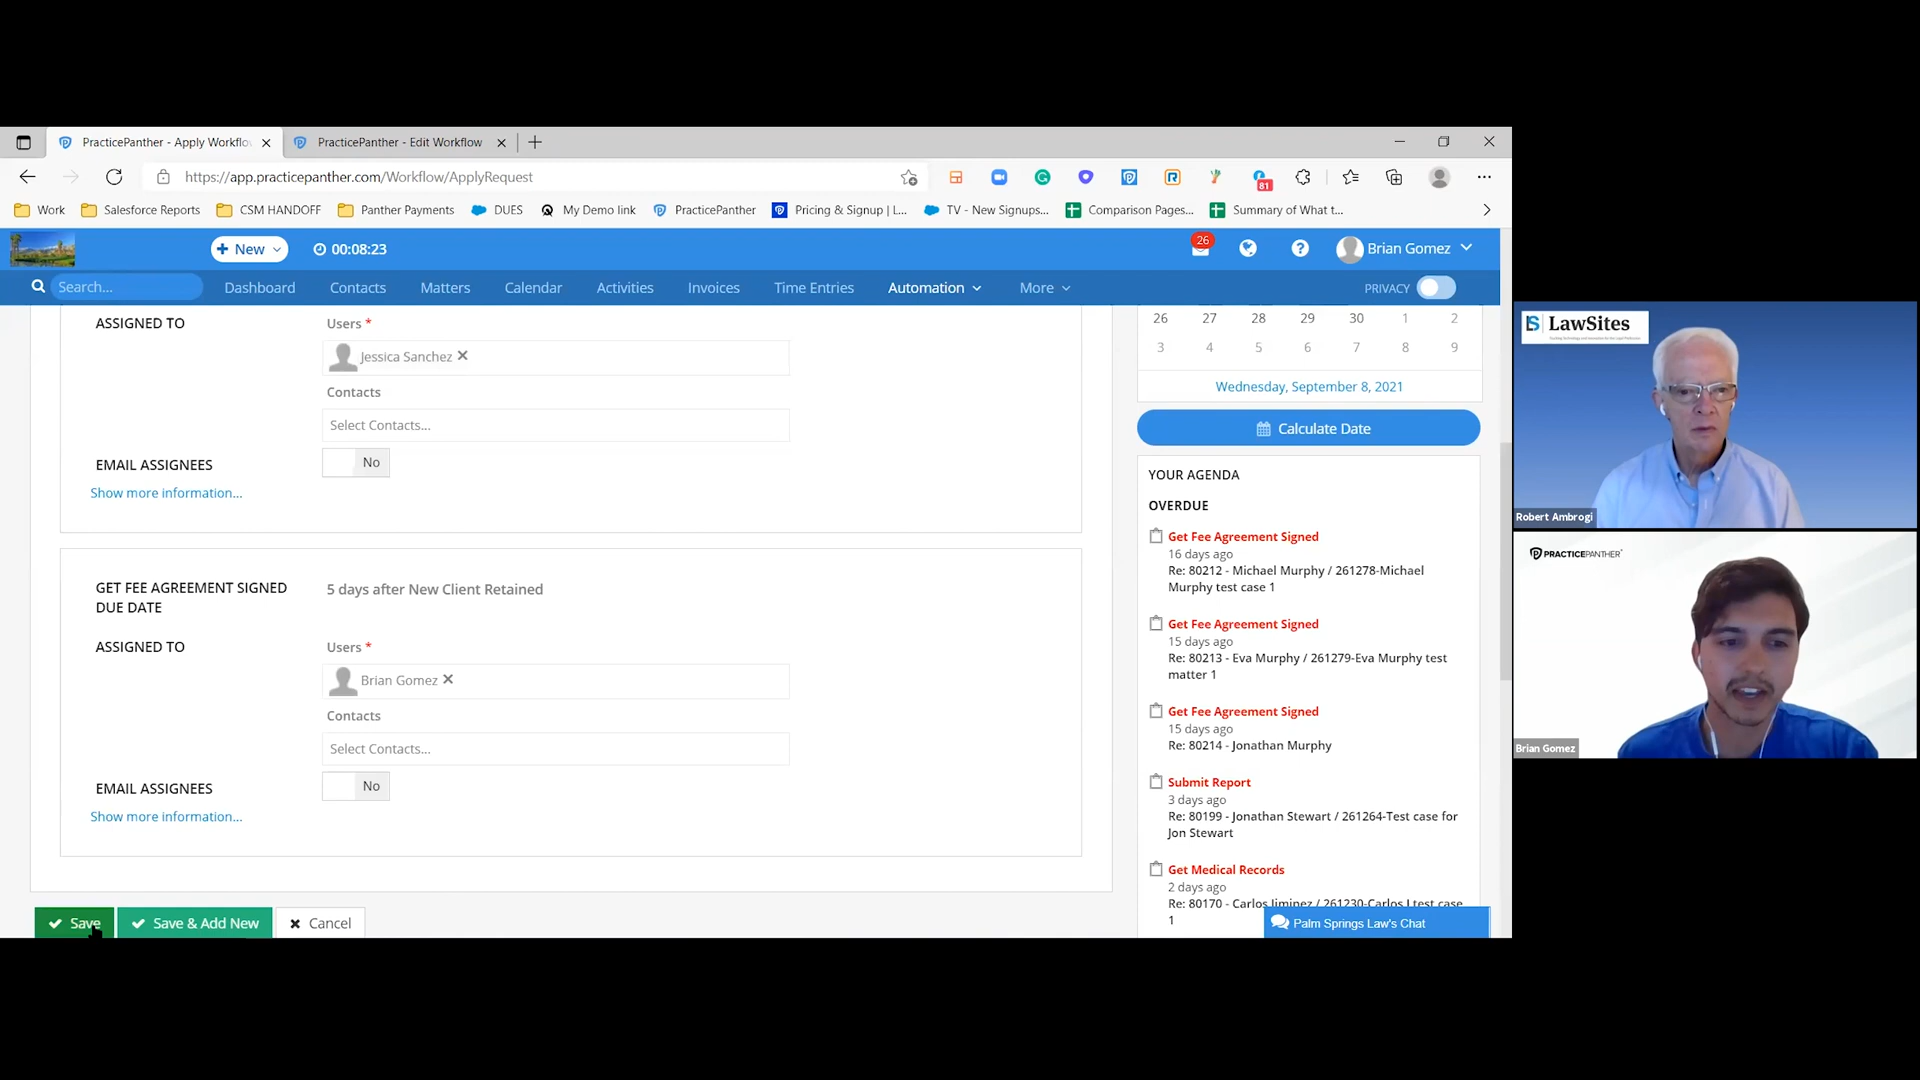 PracticePanther - Apply Workflo
PracticePanther - Edit Workflow
https://app.practicepanther.com/Workflow/ApplyRequest
81
Work
Salesforce Reports
CSM HANDOFF
Panther Payments
DUES
My Demo link
PracticePanther
Pricing & Signup | L...
TV - New Signups...
Comparison Pages...
Summary of What t...
New
00:08:23
26
Brian Gomez
Search...
Dashboard
Contacts
Matters
Calendar
Activities
Invoices
Time Entries
Automation
More
PRIVACY
ASSIGNED TO
Users *
Jessica Sanchez
Contacts
Select Contacts...
EMAIL ASSIGNEES
No
Show more information...
GET FEE AGREEMENT SIGNED
DUE DATE
5 days after New Client Retained
ASSIGNED TO
Users *
Brian Gomez
Contacts
Select Contacts...
EMAIL ASSIGNEES
No
Show more information...
Save
Save & Add New
Cancel
26 27 28 29 30 1 2
3 4 5 6 7 8 9
Wednesday, September 8, 2021
Calculate Date
YOUR AGENDA
OVERDUE
Get Fee Agreement Signed
16 days ago
Re: 80212 - Michael Murphy / 261278-Michael
Murphy test case 1
Get Fee Agreement Signed
15 days ago
Re: 80213 - Eva Murphy / 261279-Eva Murphy test
matter 1
Get Fee Agreement Signed
15 days ago
Re: 80214 - Jonathan Murphy
Submit Report
3 days ago
Re: 80199 - Jonathan Stewart / 261264-Test case for
Jon Stewart
Get Medical Records
2 days ago
Re: 80170 - Carlos Jiminez / 261230-Carlos J test case
1
Palm Springs Law's Chat
LS LawSites
Robert Ambrogi
PRACTICEPANTHER
Brian Gomez